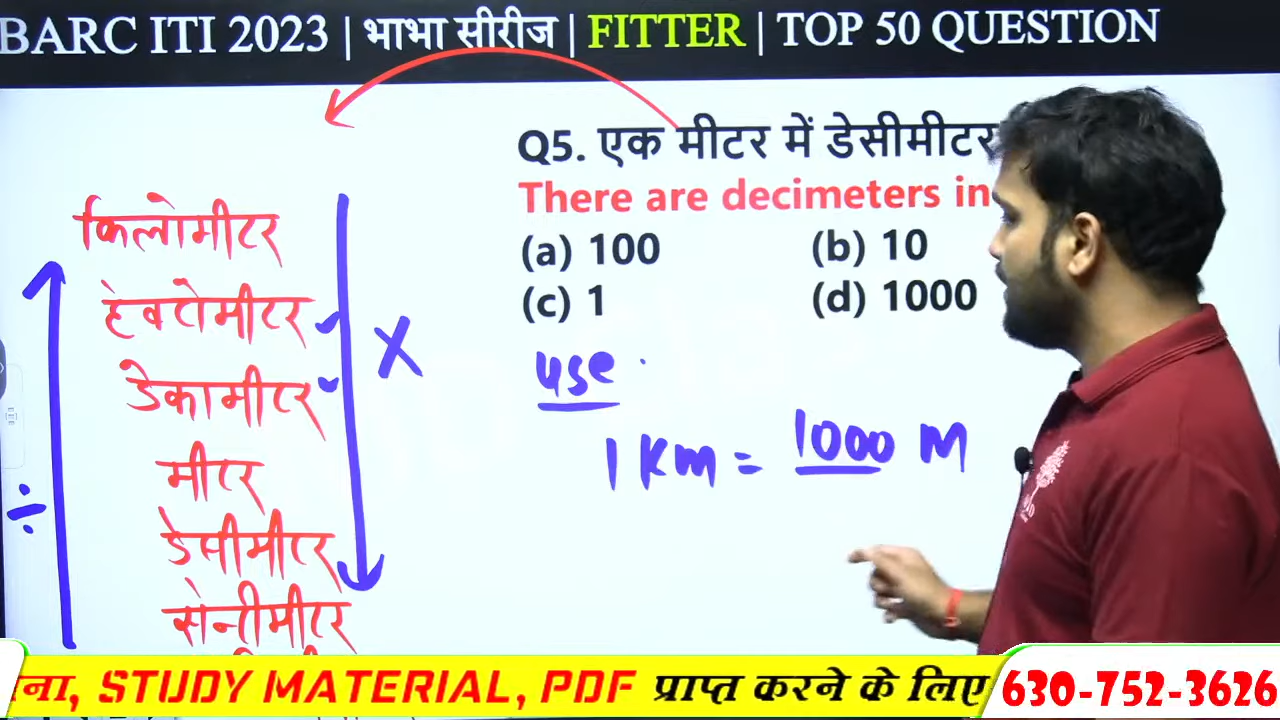 BARC ITI 2023 | भाभा सीरीज | FITTER | TOP 50 QUESTION
Q5. एक मीटर में डेसीमीटर
There are decimeters in
(a) 100 (b) 10
(c) 1 (d) 1000
किलोमीटर
हेक्टोमीटर
डेकामीटर
मीटर
डेसीमीटर
सेन्टीमीटर
÷
X
use
1 Km = 1000 M
STUDY MATERIAL, PDF प्राप्त करने के लिए
630-752-3626